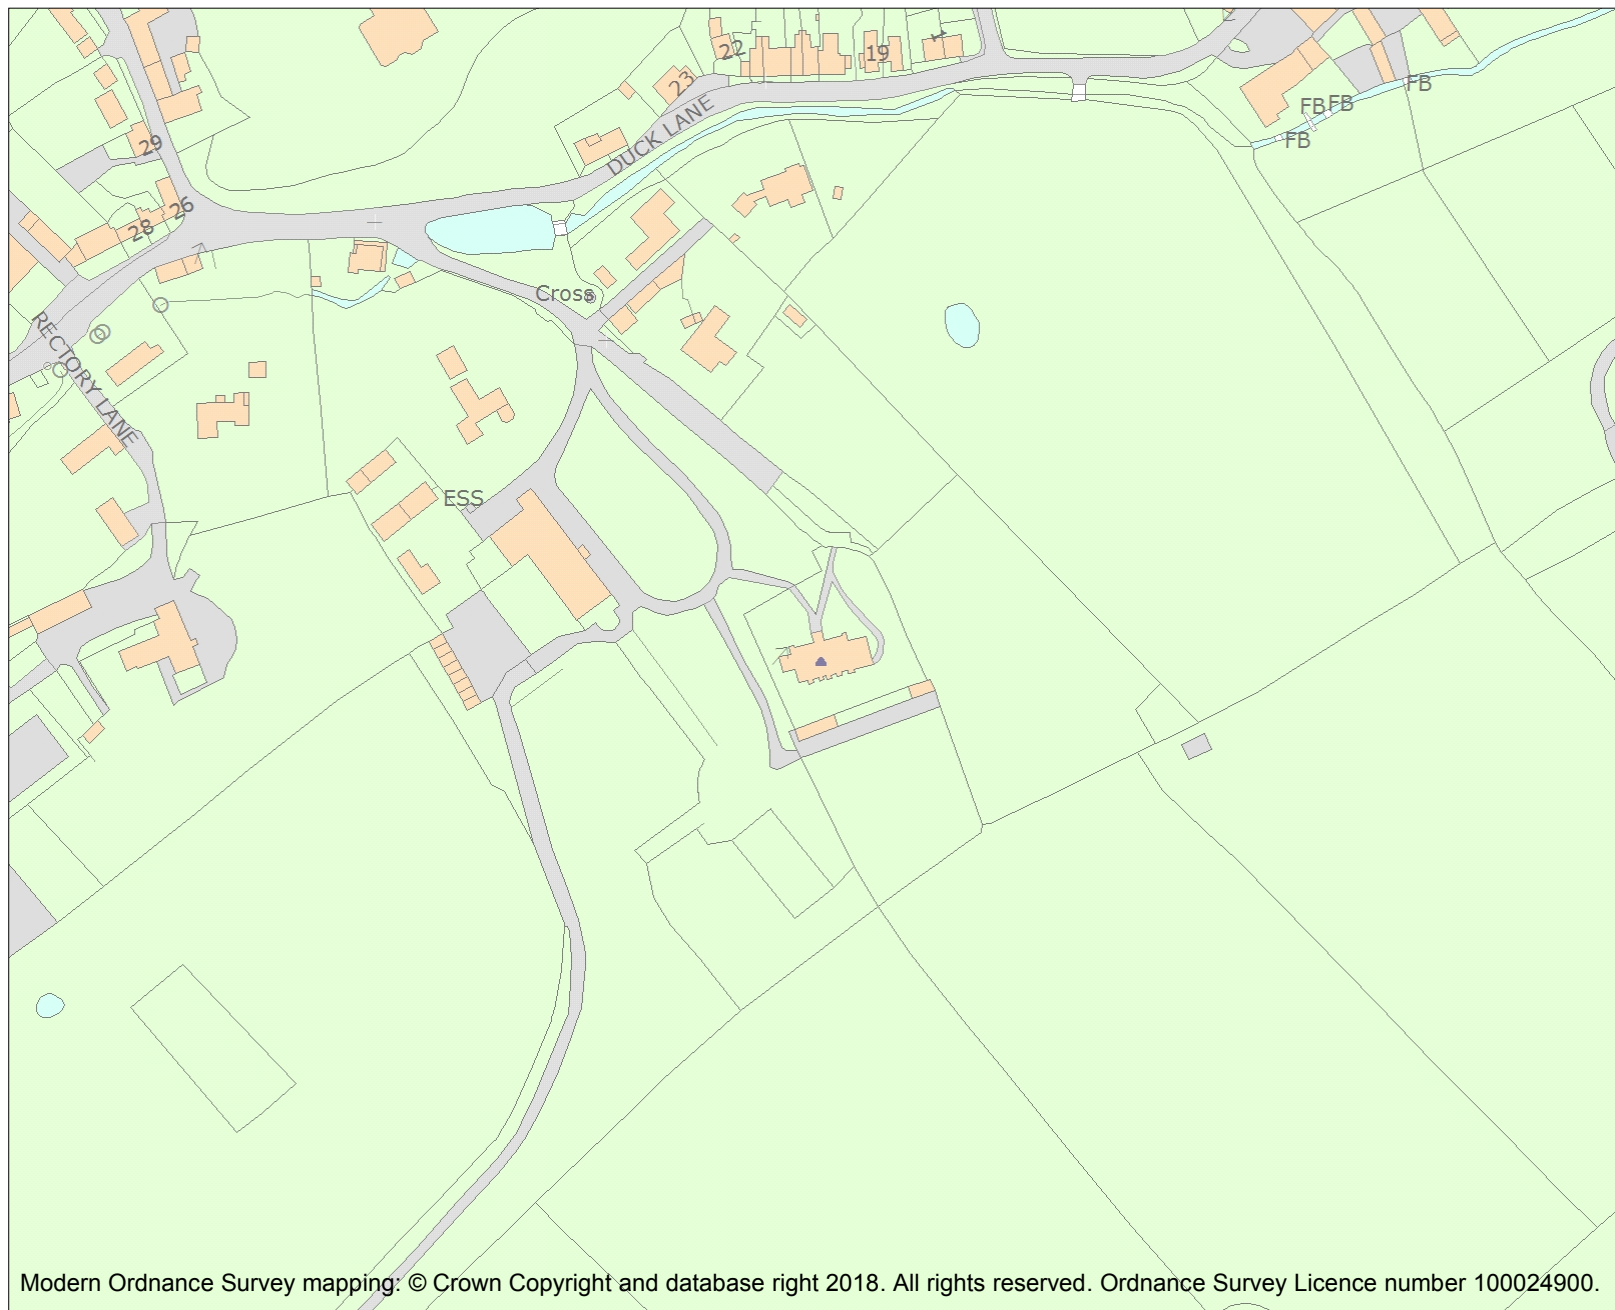 22
19
1
23
DUCK LANE
FB
FB
FB
FB
29
26
28
Cross
RECTORY LANE
ESS
Modern Ordnance Survey mapping: © Crown Copyright and database right 2018. All rights reserved. Ordnance Survey Licence number 100024900.